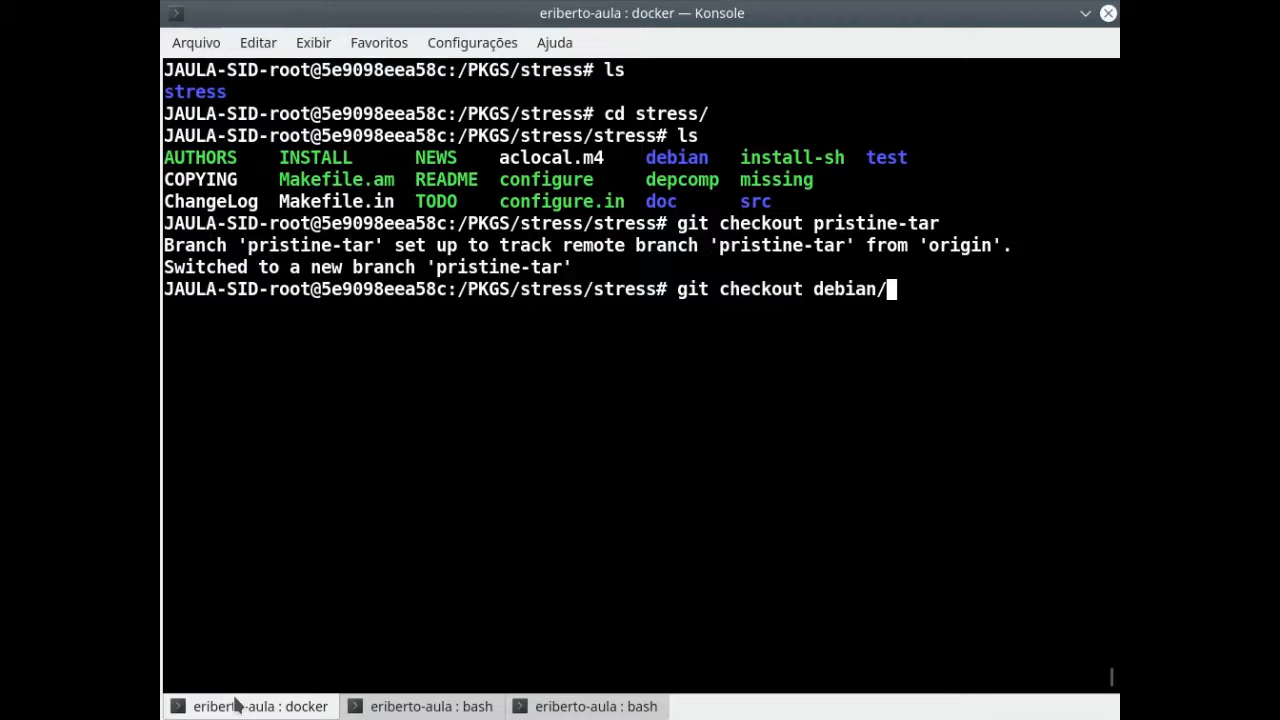 eriberto-aula : docker — Konsole
Arquivo Editar Exibir Favoritos Configurações Ajuda
JAULA-SID-root@5e9098eea58c:/PKGS/stress# ls
stress
JAULA-SID-root@5e9098eea58c:/PKGS/stress# cd stress/
JAULA-SID-root@5e9098eea58c:/PKGS/stress/stress# ls
AUTHORS INSTALL NEWS aclocal.m4 debian install-sh test
COPYING Makefile.am README configure depcomp missing
ChangeLog Makefile.in TODO configure.in doc src
JAULA-SID-root@5e9098eea58c:/PKGS/stress/stress# git checkout pristine-tar
Branch 'pristine-tar' set up to track remote branch 'pristine-tar' from 'origin'.
Switched to a new branch 'pristine-tar'
JAULA-SID-root@5e9098eea58c:/PKGS/stress/stress# git checkout debian/
eriberto-aula : docker eriberto-aula : bash eriberto-aula : bash